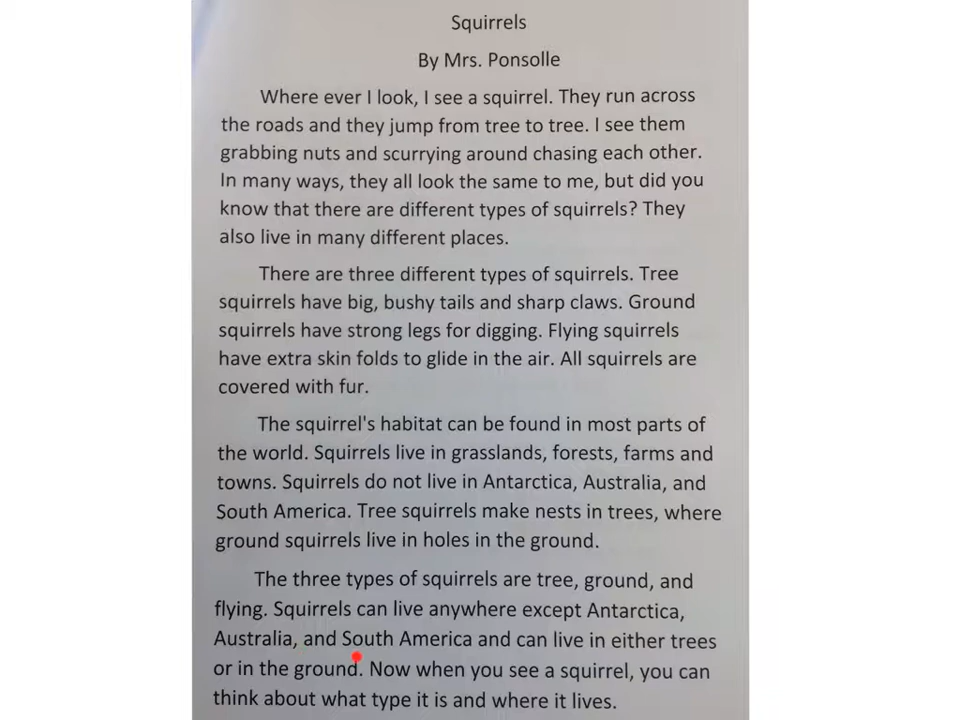 Squirrels
By Mrs. Ponsolle
Where ever I look, I see a squirrel. They run across
the roads and they jump from tree to tree. I see them
grabbing nuts and scurrying around chasing each other.
In many ways, they all look the same to me, but did you
know that there are different types of squirrels? They
also live in many different places.
There are three different types of squirrels. Tree
squirrels have big, bushy tails and sharp claws. Ground
squirrels have strong legs for digging. Flying squirrels
have extra skin folds to glide in the air. All squirrels are
covered with fur.
The squirrel's habitat can be found in most parts of
the world. Squirrels live in grasslands, forests, farms and
towns. Squirrels do not live in Antarctica, Australia, and
South America. Tree squirrels make nests in trees, where
ground squirrels live in holes in the ground.
The three types of squirrels are tree, ground, and
flying. Squirrels can live anywhere except Antarctica,
Australia, and South America and can live in either trees
or in the ground. Now when you see a squirrel, you can
think about what type it is and where it lives.